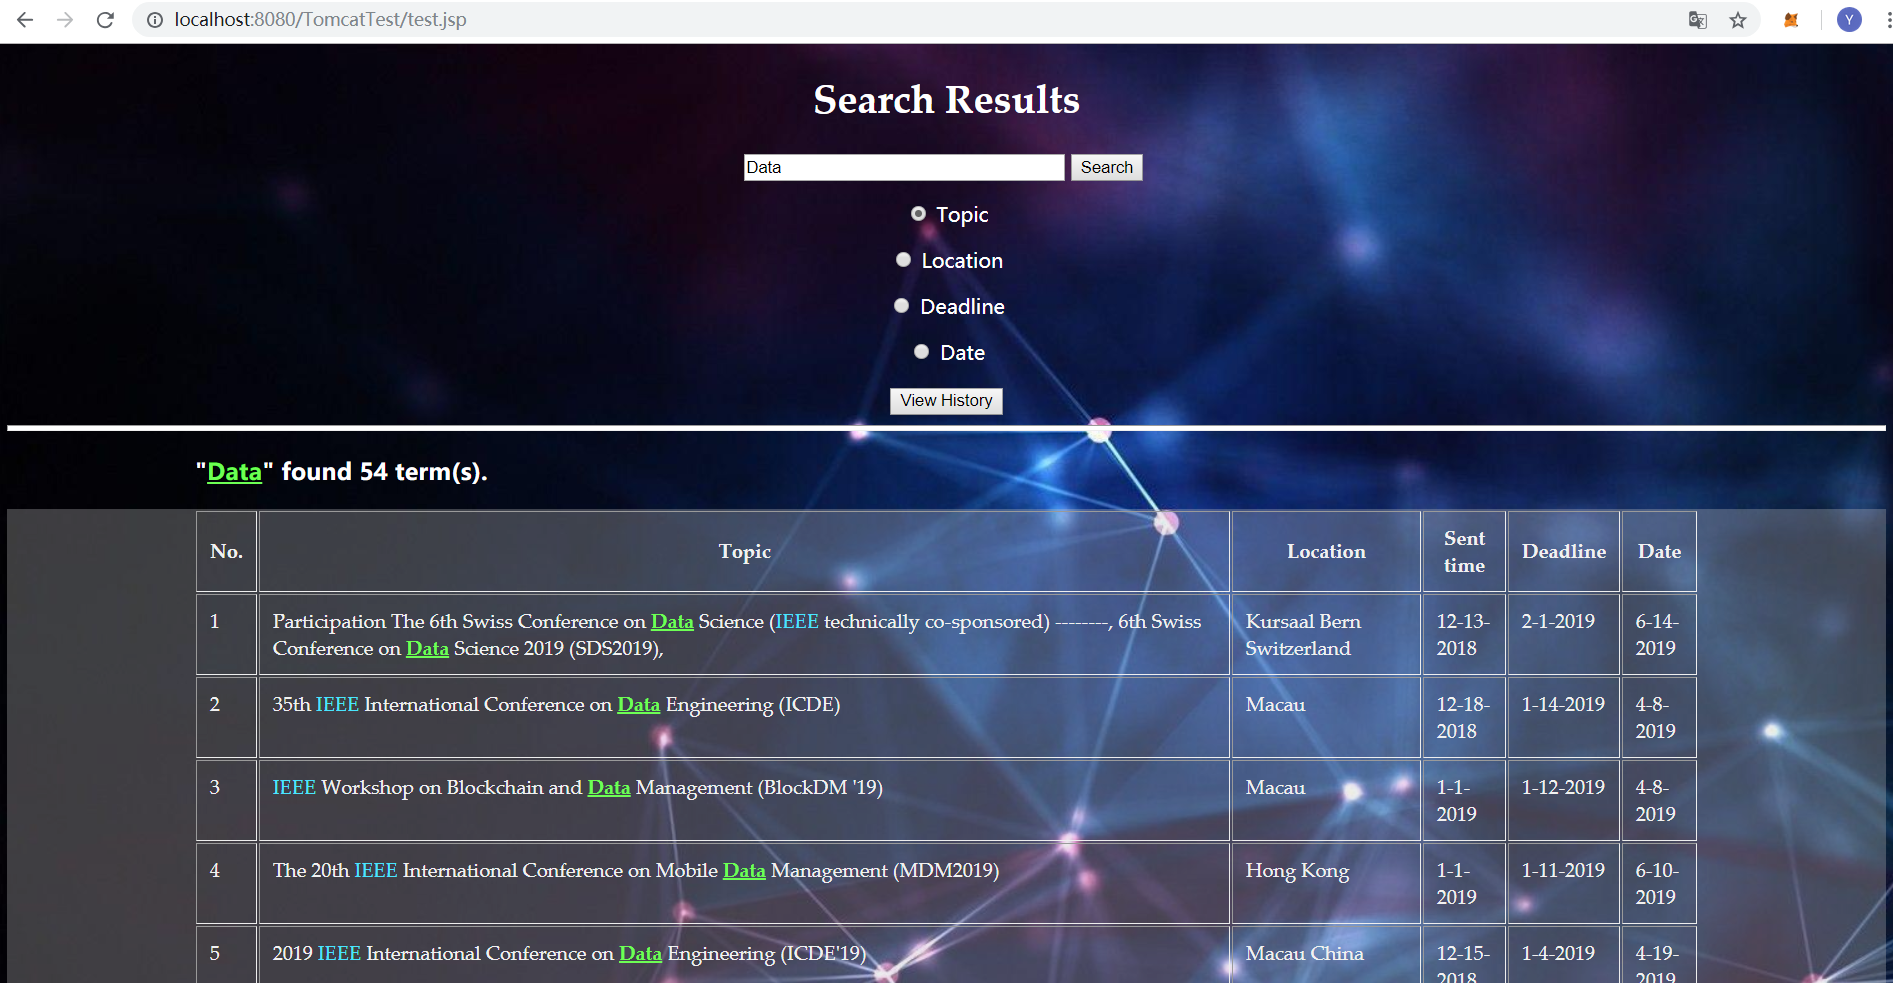 localhost:8080/TomcatTest/test.jsp
Y
Search Results
Data Search
Topic
Location
Deadline
Date
View History
"Data" found 54 term(s).
No. Topic Location Sent time Deadline Date
1 Participation The 6th Swiss Conference on Data Science (IEEE technically co-sponsored) --------, 6th Swiss Kursaal Bern 12-13- 2-1-2019 6-14-
Conference on Data Science 2019 (SDS2019), Switzerland 2018 2019
2 35th IEEE International Conference on Data Engineering (ICDE) Macau 12-18- 1-14-2019 4-8-
2018 2019
3 IEEE Workshop on Blockchain and Data Management (BlockDM '19) Macau 1-1- 1-12-2019 4-8-
2019 2019
4 The 20th IEEE International Conference on Mobile Data Management (MDM2019) Hong Kong 1-1- 1-11-2019 6-10-
2019 2019
5 2019 IEEE International Conference on Data Engineering (ICDE'19) Macau China 12-15- 1-4-2019 4-19-
2018 2019